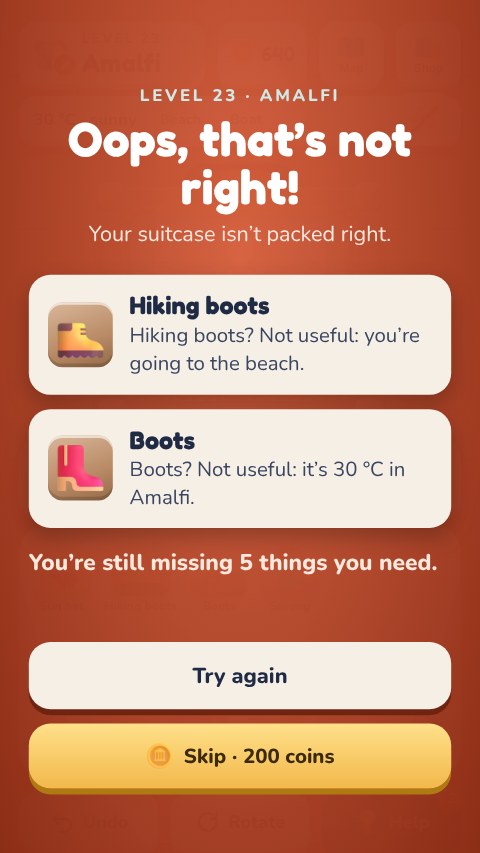 LEVEL 23 · AMALFI
Oops, that’s not
right!
Your suitcase isn’t packed right.
Hiking boots
Hiking boots? Not useful: you’re
going to the beach.
Boots
Boots? Not useful: it’s 30 °C in
Amalfi.
You’re still missing 5 things you need.
Try again
Skip · 200 coins